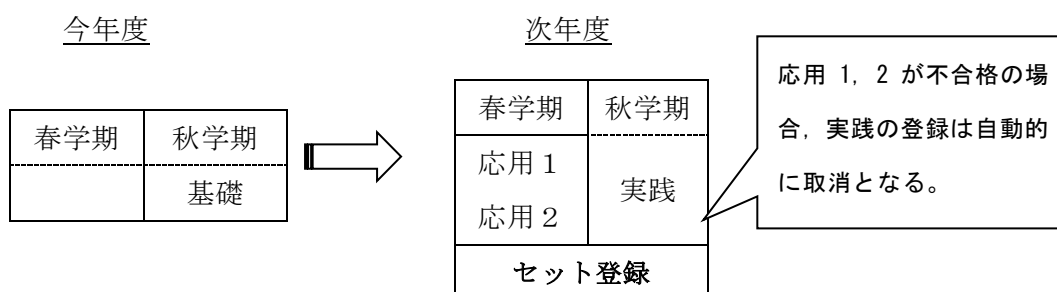 今年度
春学期 秋学期
基礎
次年度
春学期 秋学期
応用１
応用２
実践
セット登録
応用 1, 2 が不合格の場
合, 実践の登録は自動的
に取消となる。